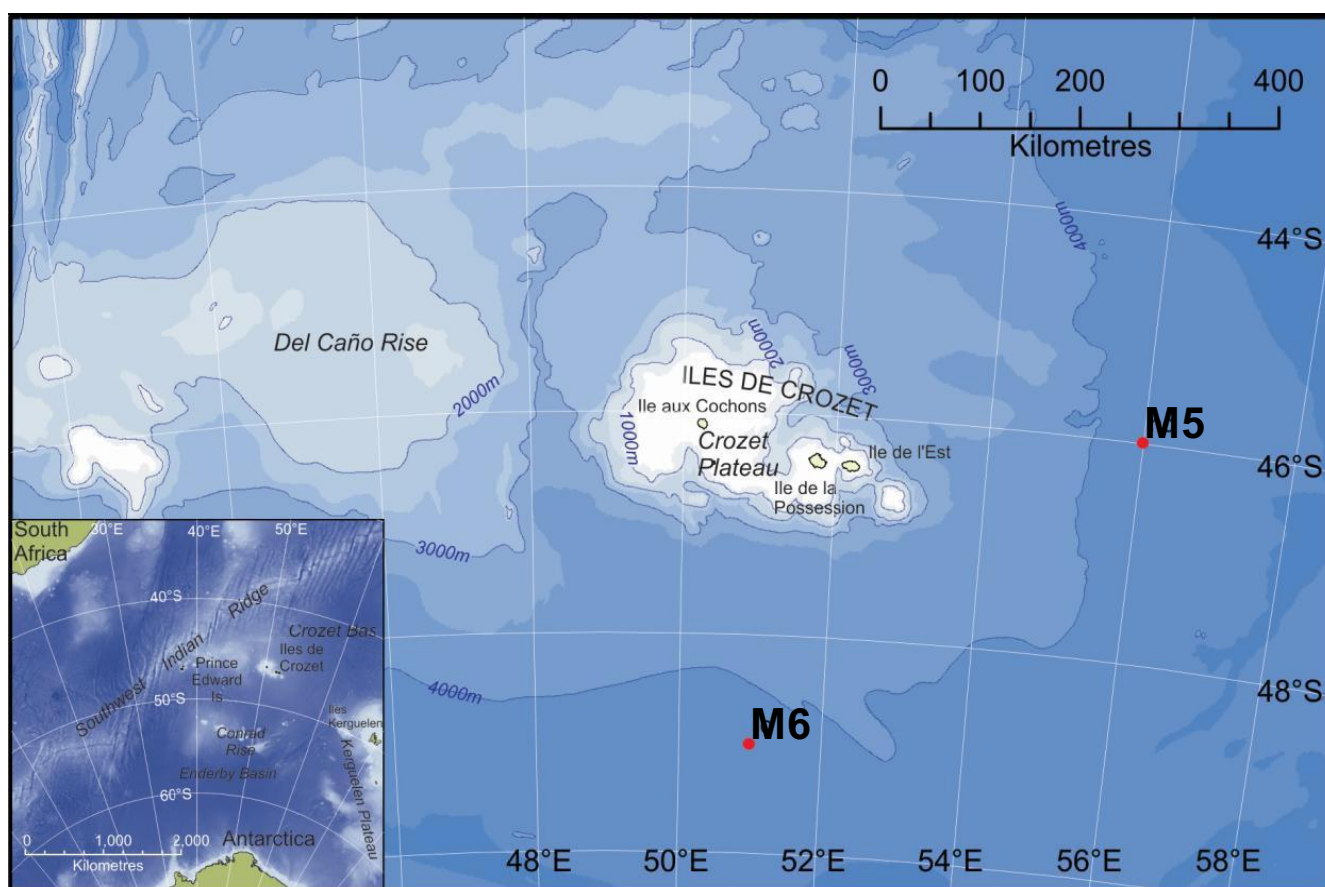 0 100 200 400
Kilometres
44°S
4000m
Del Caño Rise
2000m
3000m
ILES DE CROZET
2000m
Ile aux Cochons
1000m
Crozet
Plateau
Ile de l'Est
Ile de la
Possession
M5
46°S
3000m
4000m
M6
48°S
48°E 50°E 52°E 54°E 56°E 58°E
South
Africa
30°E 40°E 50°E
40°S
Southwest Indian Ridge
Crozet Bas
Iles de
Crozet
Prince
Edward
Is
50°S
Iles
Kerguelen
Conrad
Rise
Kerguelen Plateau
Enderby Basin
60°S
0 1,000 2,000
Kilometres
Antarctica